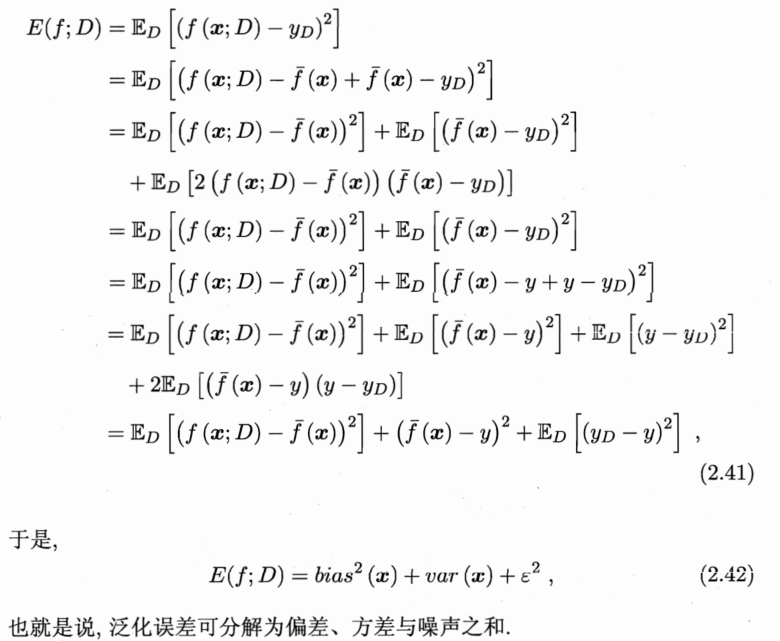 E(f; D) = 𝔼_D [(f(𝒙; D) − y_D)²]
= 𝔼_D [(f(𝒙; D) − f̄(𝒙) + f̄(𝒙) − y_D)²]
= 𝔼_D [(f(𝒙; D) − f̄(𝒙))²] + 𝔼_D [(f̄(𝒙) − y_D)²]
+ 𝔼_D [2(f(𝒙; D) − f̄(𝒙))(f̄(𝒙) − y_D)]
= 𝔼_D [(f(𝒙; D) − f̄(𝒙))²] + 𝔼_D [(f̄(𝒙) − y_D)²]
= 𝔼_D [(f(𝒙; D) − f̄(𝒙))²] + 𝔼_D [(f̄(𝒙) − y + y − y_D)²]
= 𝔼_D [(f(𝒙; D) − f̄(𝒙))²] + 𝔼_D [(f̄(𝒙) − y)²] + 𝔼_D [(y − y_D)²]
+ 2𝔼_D [(f̄(𝒙) − y)(y − y_D)]
= 𝔼_D [(f(𝒙; D) − f̄(𝒙))²] + (f̄(𝒙) − y)² + 𝔼_D [(y_D − y)²] ,
(2.41)
于是,
E(f; D) = bias²(𝒙) + var(𝒙) + ε² , (2.42)
也就是说, 泛化误差可分解为偏差、方差与噪声之和.